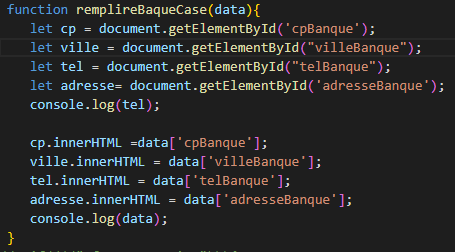 function remplireBaqueCase(data){
let cp = document.getElementById('cpBanque');
let ville = document.getElementById("villeBanque");
let tel = document.getElementById("telBanque");
let adresse= document.getElementById('adresseBanque');
console.log(tel);
cp.innerHTML =data['cpBanque'];
ville.innerHTML = data['villeBanque'];
tel.innerHTML = data['telBanque'];
adresse.innerHTML = data['adresseBanque'];
console.log(data);
}